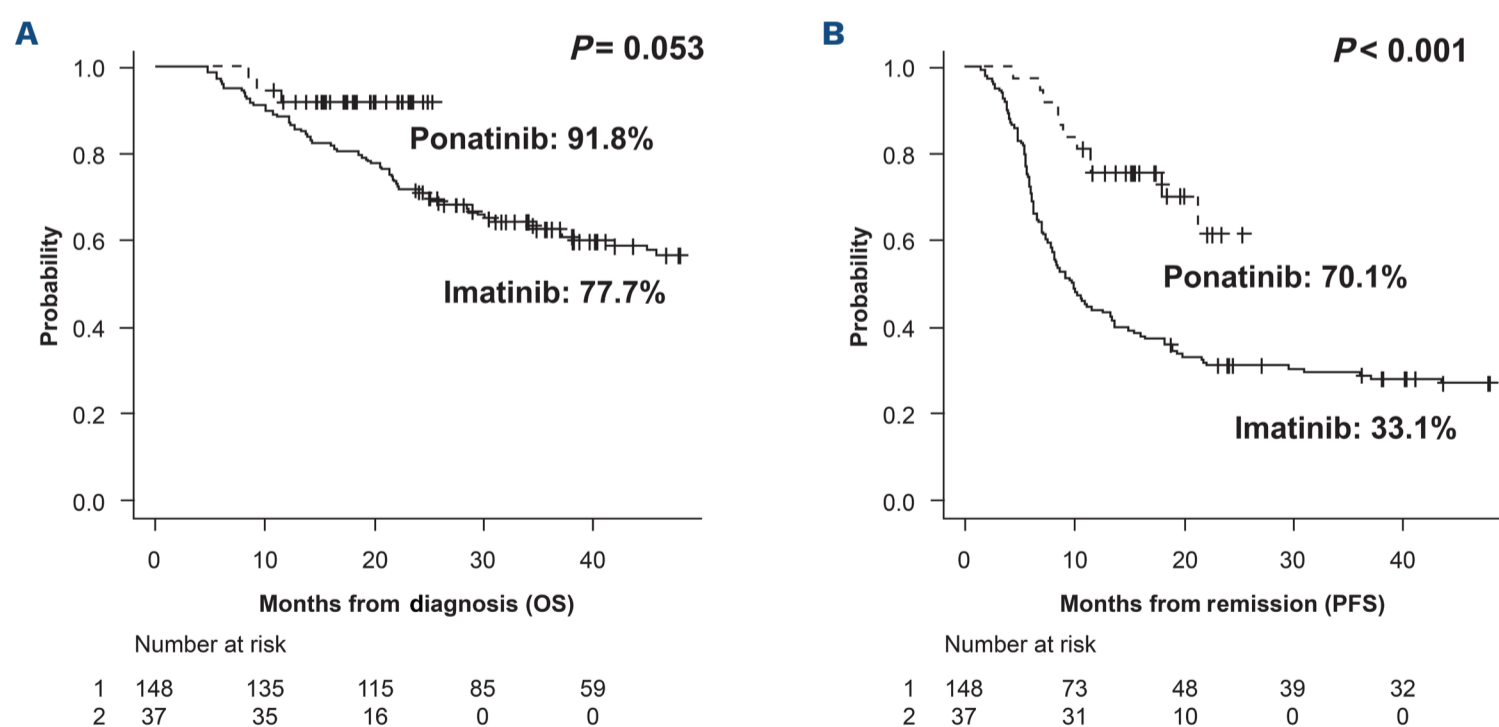 A
P= 0.053
1.0
0.8
0.6
0.4
0.2
0.0
Probability
Ponatinib: 91.8%
Imatinib: 77.7%
0 10 20 30 40
Months from diagnosis (OS)
Number at risk
1 148 135 115 85 59
2 37 35 16 0 0
B
P< 0.001
1.0
0.8
0.6
0.4
0.2
0.0
Probability
Ponatinib: 70.1%
Imatinib: 33.1%
0 10 20 30 40
Months from remission (PFS)
Number at risk
1 148 73 48 39 32
2 37 31 10 0 0